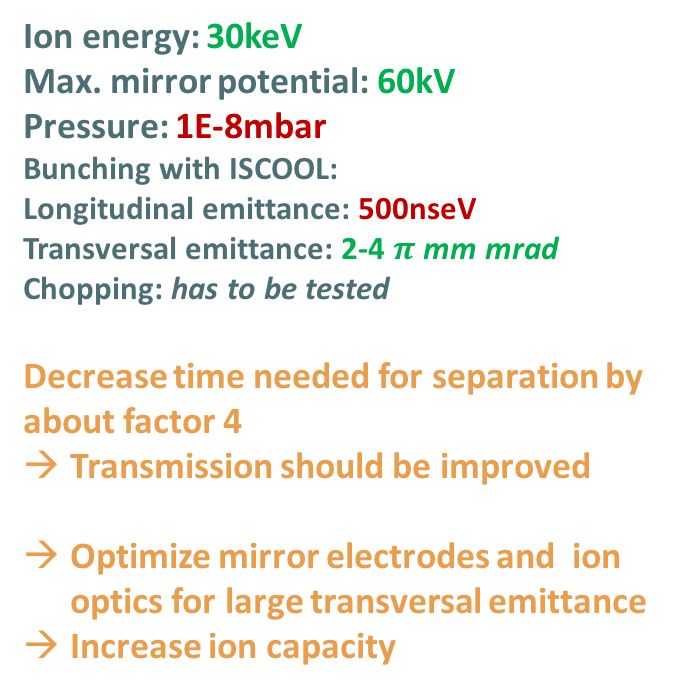 Ion energy: 30keV
Max. mirror potential: 60kV
Pressure: 1E-8mbar
Bunching with ISCOOL:
Longitudinal emittance: 500nseV
Transversal emittance: 2-4 π mm mrad
Chopping: has to be tested
Decrease time needed for separation by
about factor 4
→ Transmission should be improved
→ Optimize mirror electrodes and ion
optics for large transversal emittance
→ Increase ion capacity